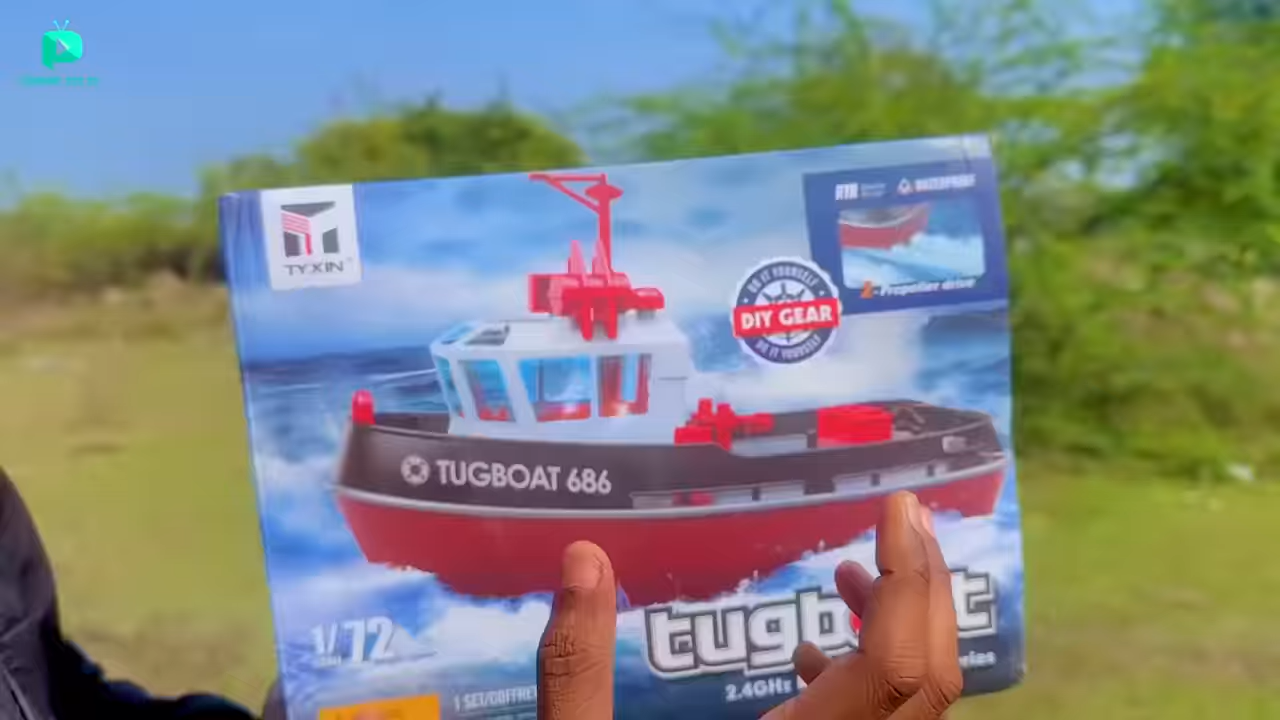 TYXIN
RTR
WATERPROOF
2-Propeller drive
DO IT YOURSELF
DIY GEAR
DO IT YOURSELF
TUGBOAT 686
1/72
tugb t
1 SET/COFFRET
2.4GHz